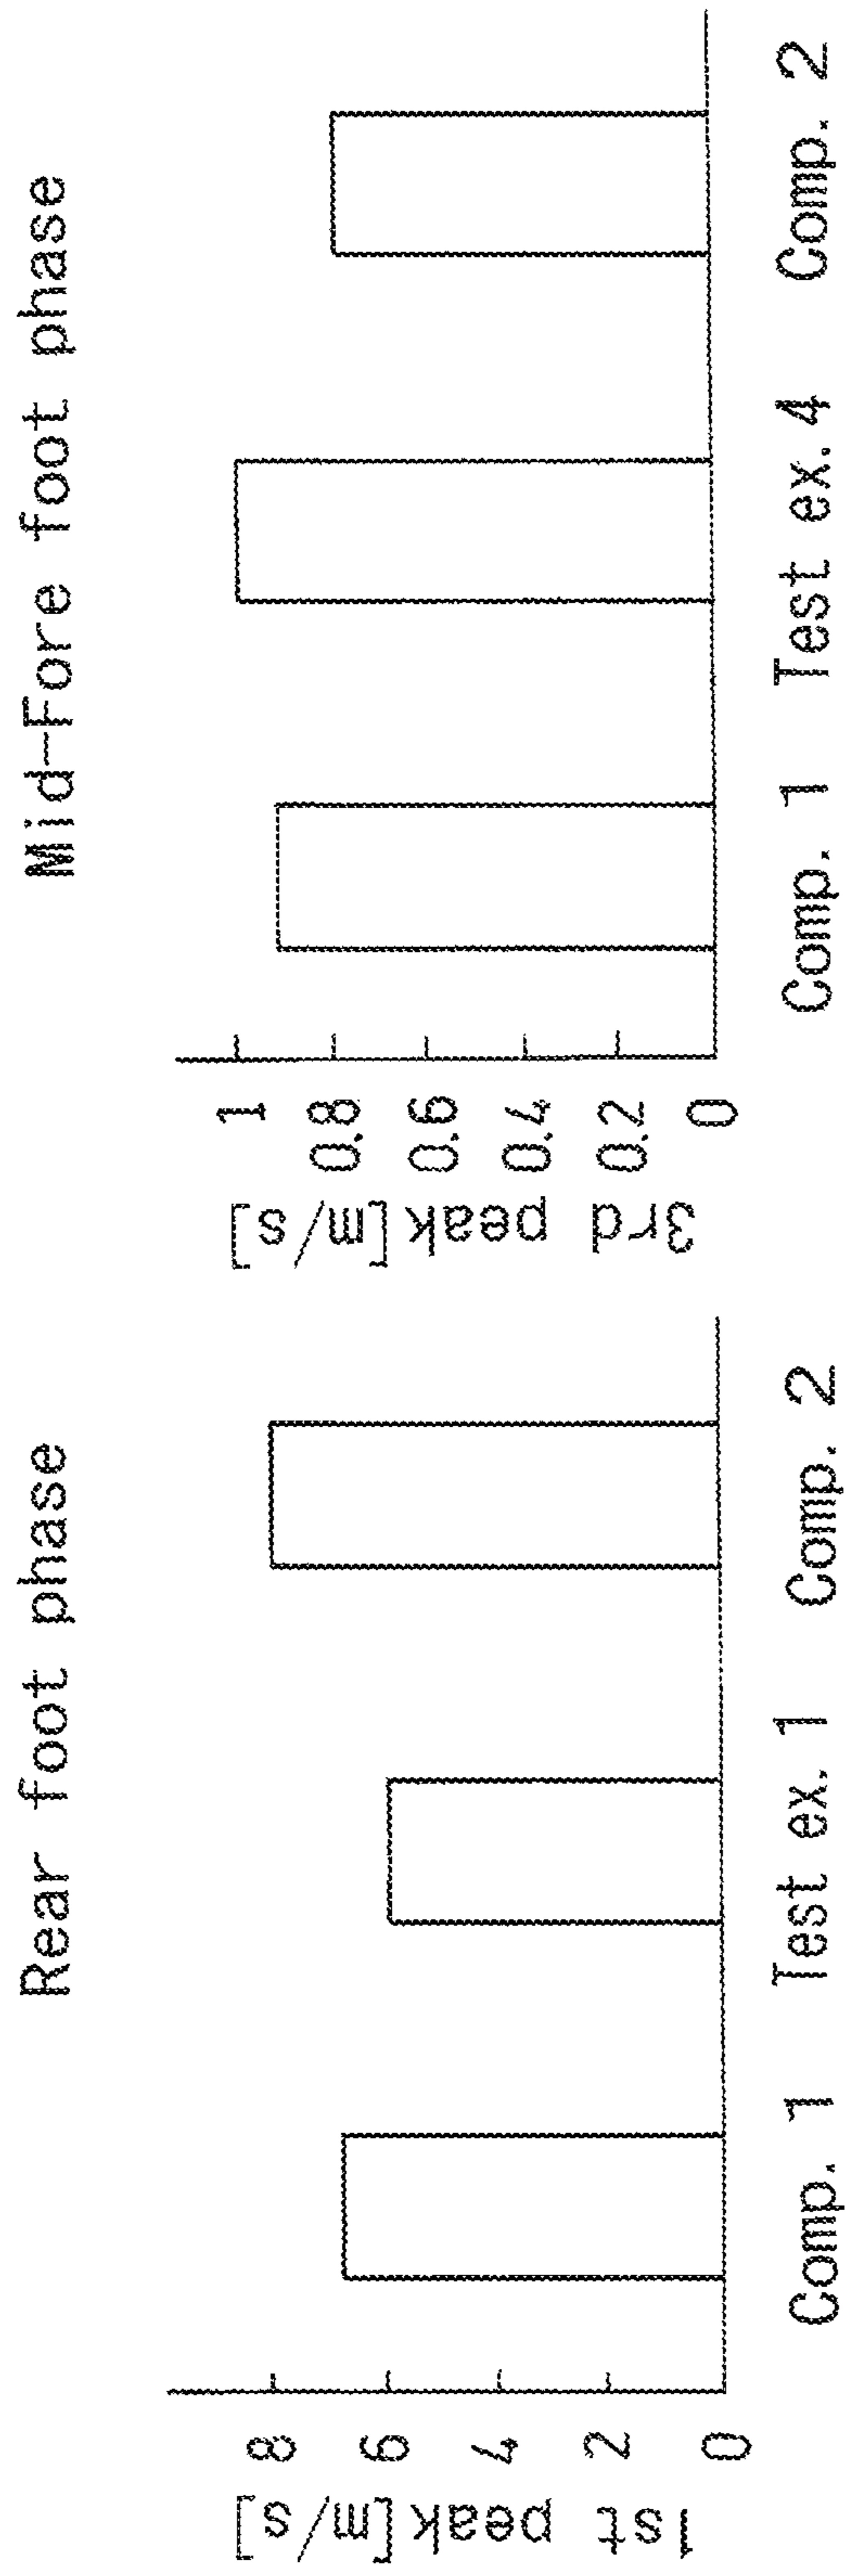 Rear foot phase
1st peak[m/s]
8
6
4
2
0
Comp. 1 Test ex. 1 Comp. 2
Mid-Fore foot phase
3rd peak[m/s]
1
0.8
0.6
0.4
0.2
0
Comp. 1 Test ex. 4 Comp. 2